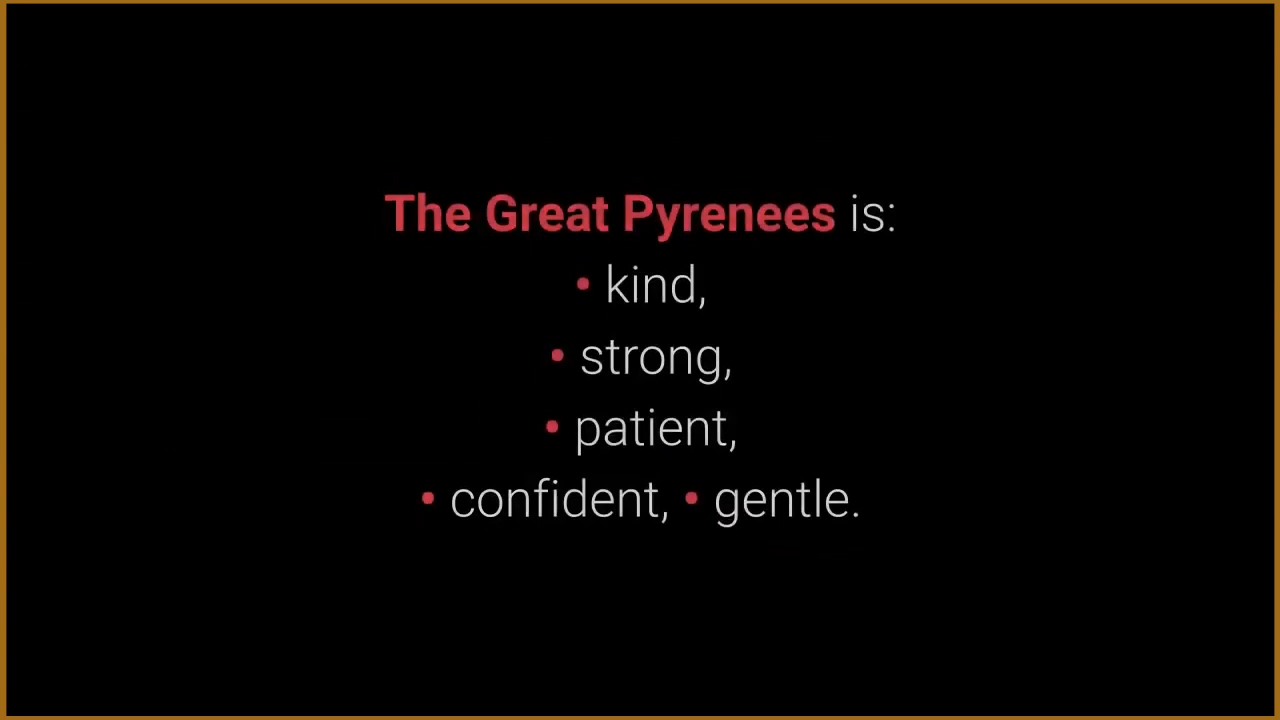 The Great Pyrenees is:
• kind,
• strong,
• patient,
• confident, • gentle.